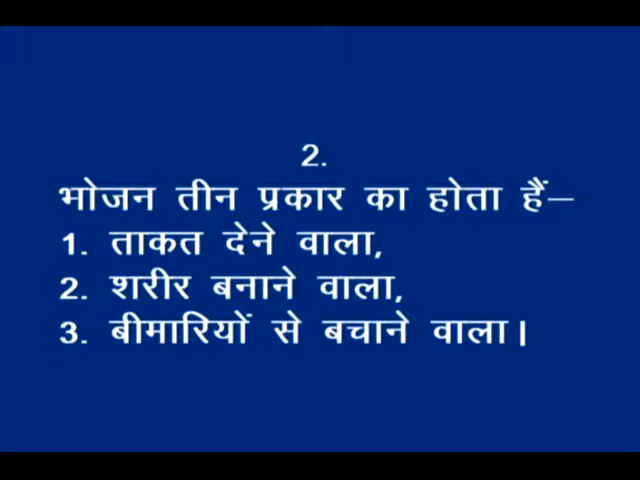 2.
भोजन तीन प्रकार का होता हैं–
1. ताकत देने वाला,
2. शरीर बनाने वाला,
3. बीमारियों से बचाने वाला।